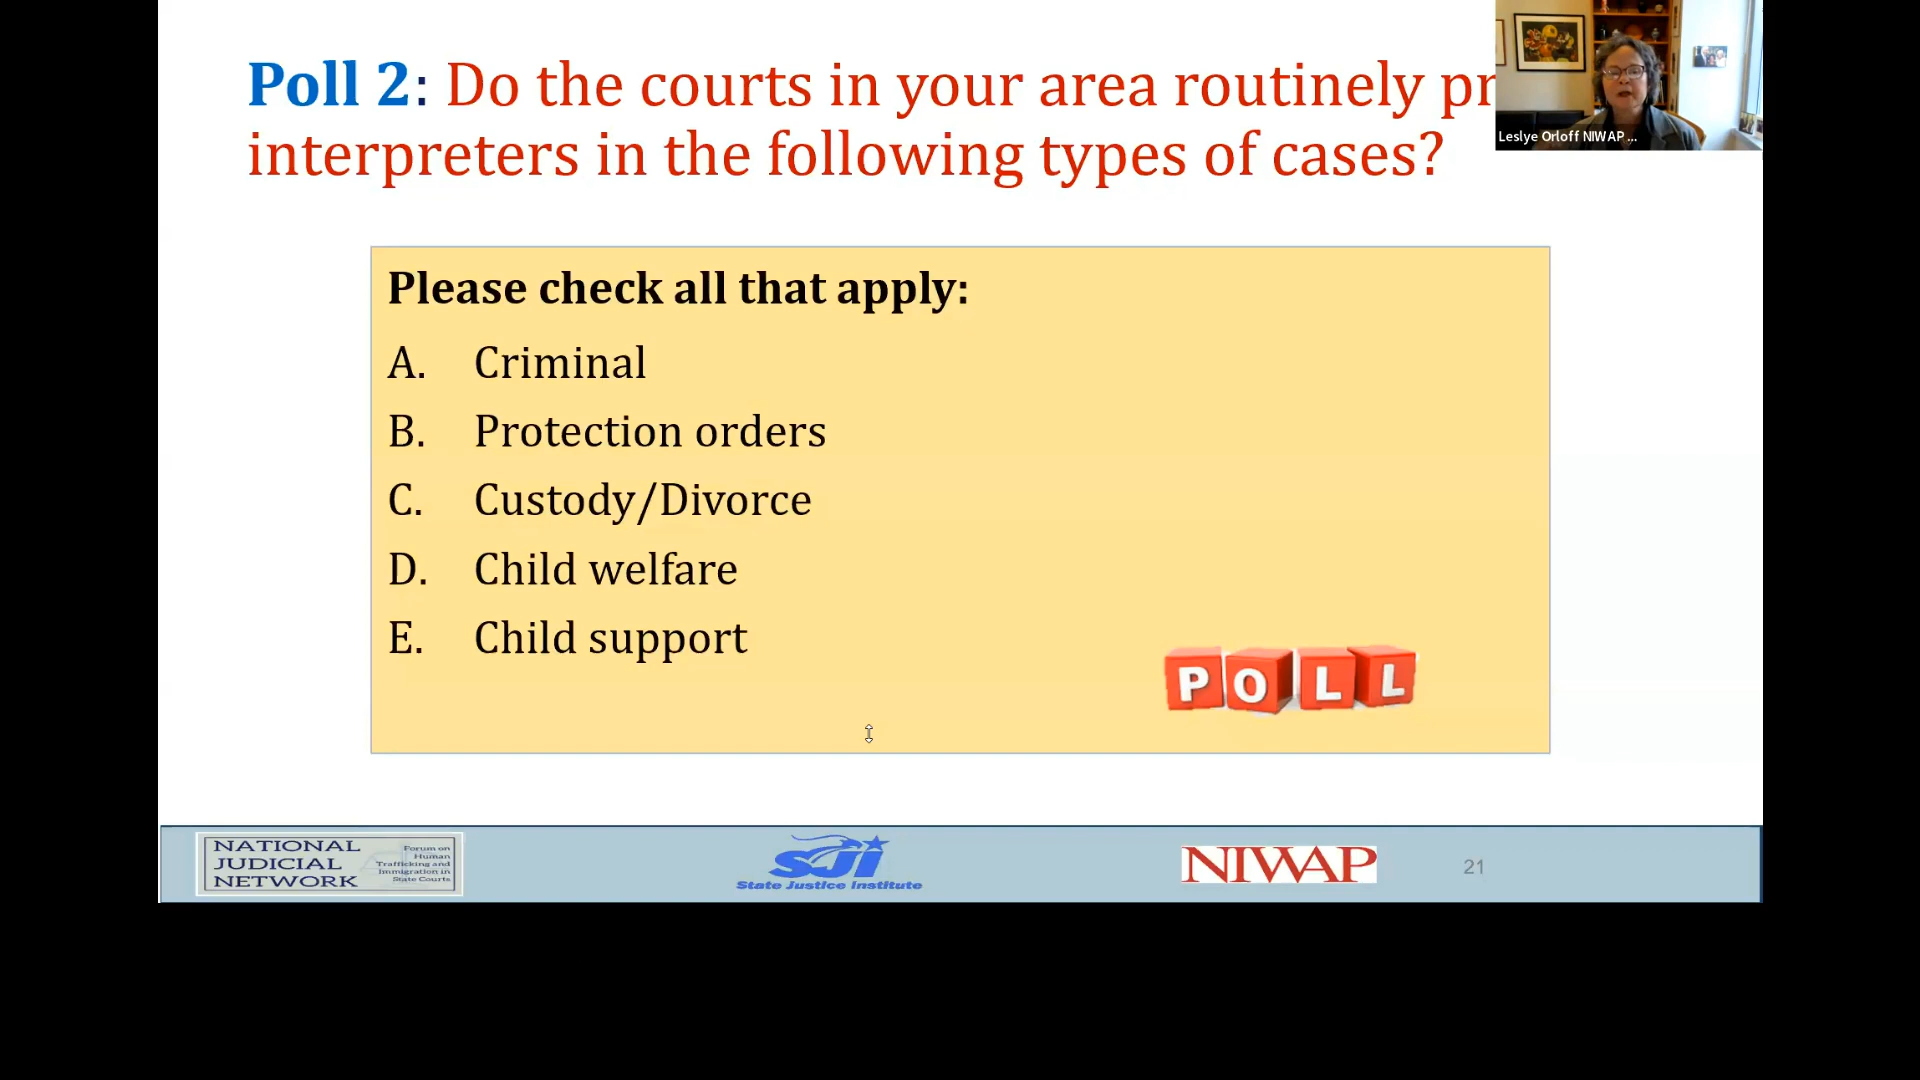 Poll 2: Do the courts in your area routinely pr
interpreters in the following types of cases?
Leslye Orloff NIWAP ...
Please check all that apply:
A. Criminal
B. Protection orders
C. Custody/Divorce
D. Child welfare
E. Child support
POLL
NATIONAL
JUDICIAL
NETWORK
Forum on
Human
Trafficking and
Immigration in
State Courts
SJI
State Justice Institute
NIWAP
21